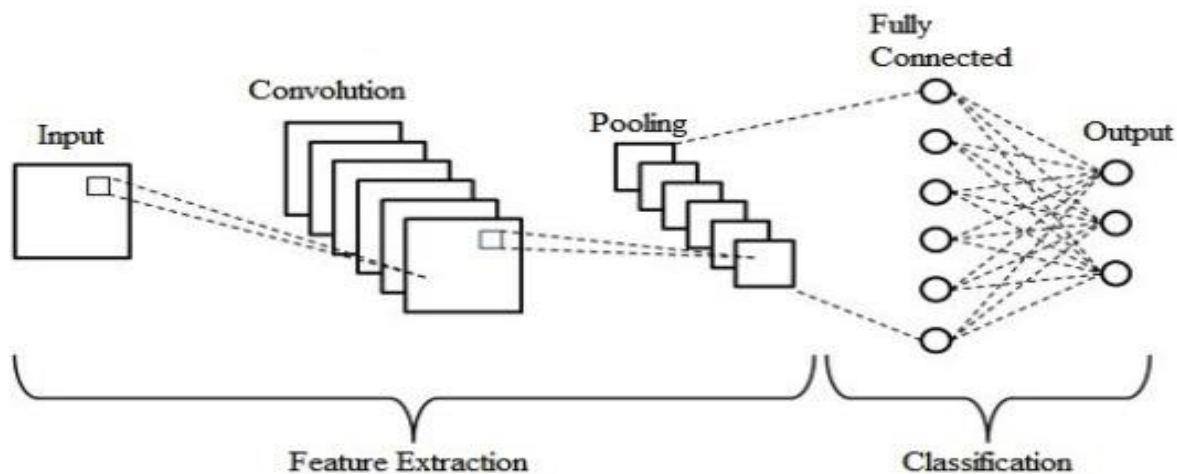 Input
Convolution
Pooling
Fully
Connected
Output
Feature Extraction
Classification